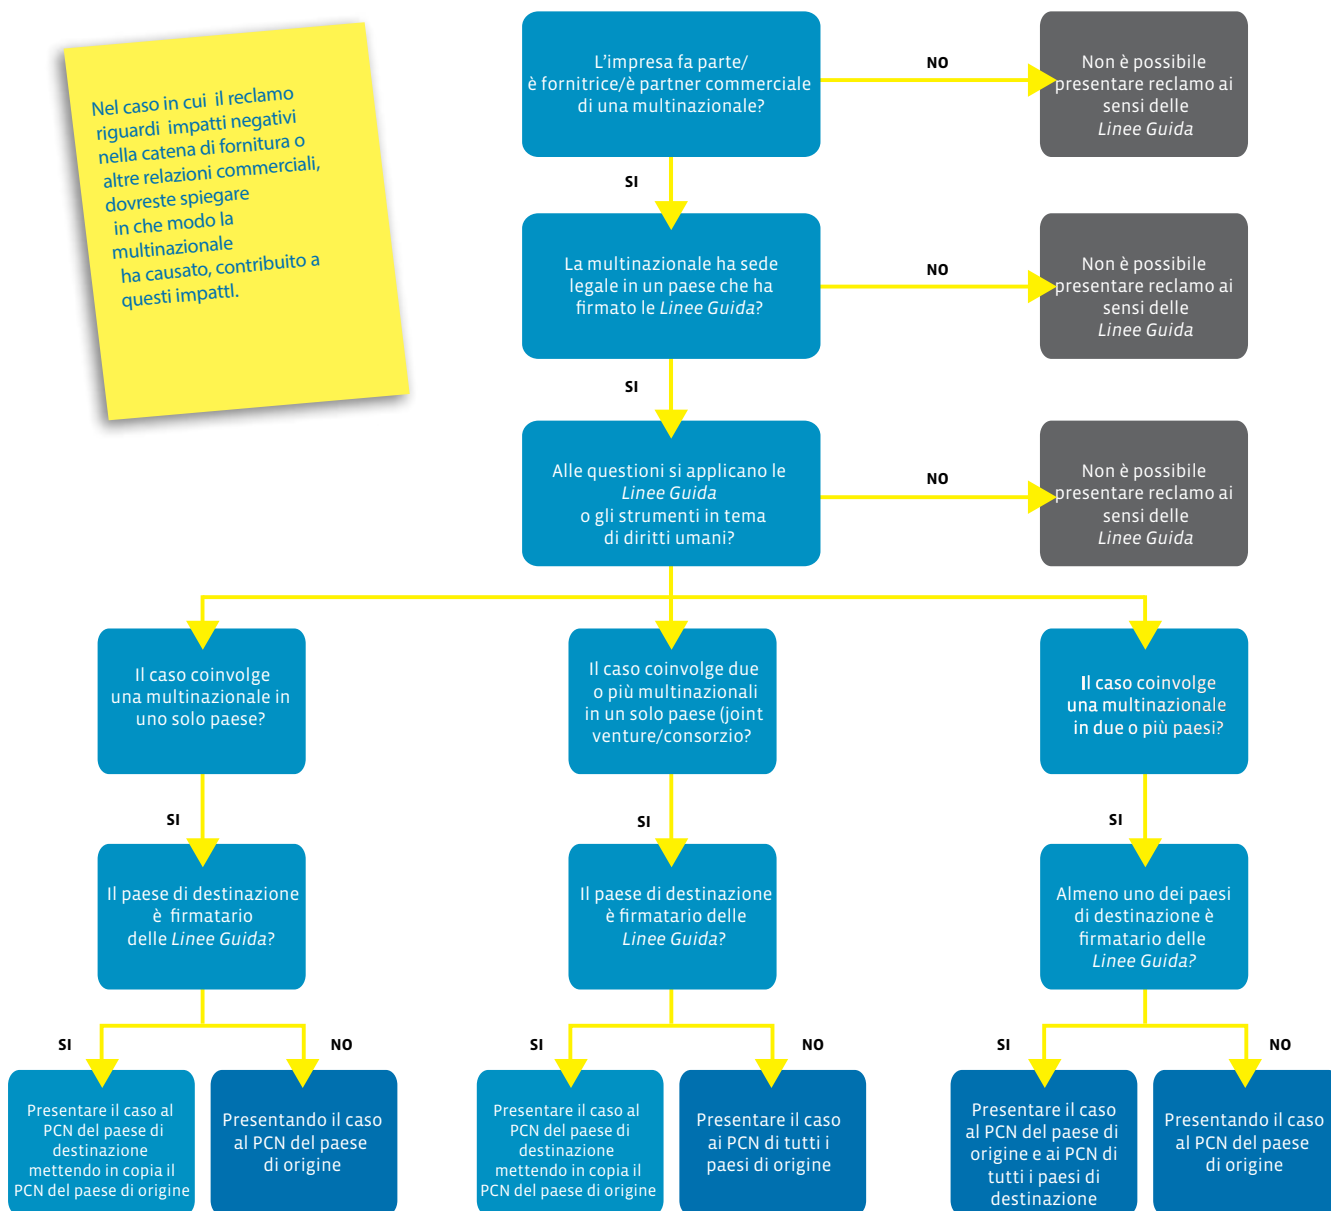 Nel caso in cui il reclamo
riguardi impatti negativi
nella catena di fornitura o
altre relazioni commerciali,
dovreste spiegare
in che modo la
multinazionale
ha causato, contribuito a
questi impattI.
L'impresa fa parte/
è fornitrice/è partner commerciale
di una multinazionale?
NO
Non è possibile
presentare reclamo ai
sensi delle
Linee Guida
SI
La multinazionale ha sede
legale in un paese che ha
firmato le Linee Guida?
NO
Non è possibile
presentare reclamo ai
sensi delle
Linee Guida
SI
Alle questioni si applicano le
Linee Guida
o gli strumenti in tema
di diritti umani?
NO
Non è possibile
presentare reclamo ai
sensi delle
Linee Guida
Il caso coinvolge
una multinazionale in
uno solo paese?
Il caso coinvolge due
o più multinazionali
in un solo paese (joint
venture/consorzio?
Il caso coinvolge
una multinazionale
in due o più paesi?
SI
SI
SI
Il paese di destinazione
è firmatario
delle Linee Guida?
Il paese di destinazione
è firmatario delle
Linee Guida?
Almeno uno dei paesi
di destinazione è
firmatario delle
Linee Guida?
SI
NO
SI
NO
SI
NO
Presentare il caso al
PCN del paese di
destinazione
mettendo in copia il
PCN del paese di origine
Presentando il caso
al PCN del paese
di origine
Presentare il caso al
PCN del paese di
destinazione
mettendo in copia il
PCN del paese di origine
Presentare il caso
ai PCN di tutti i
paesi di origine
Presentare il caso
al PCN del paese di
origine e ai PCN di
tutti i paesi di
destinazione
Presentando il caso
al PCN del paese
di origine